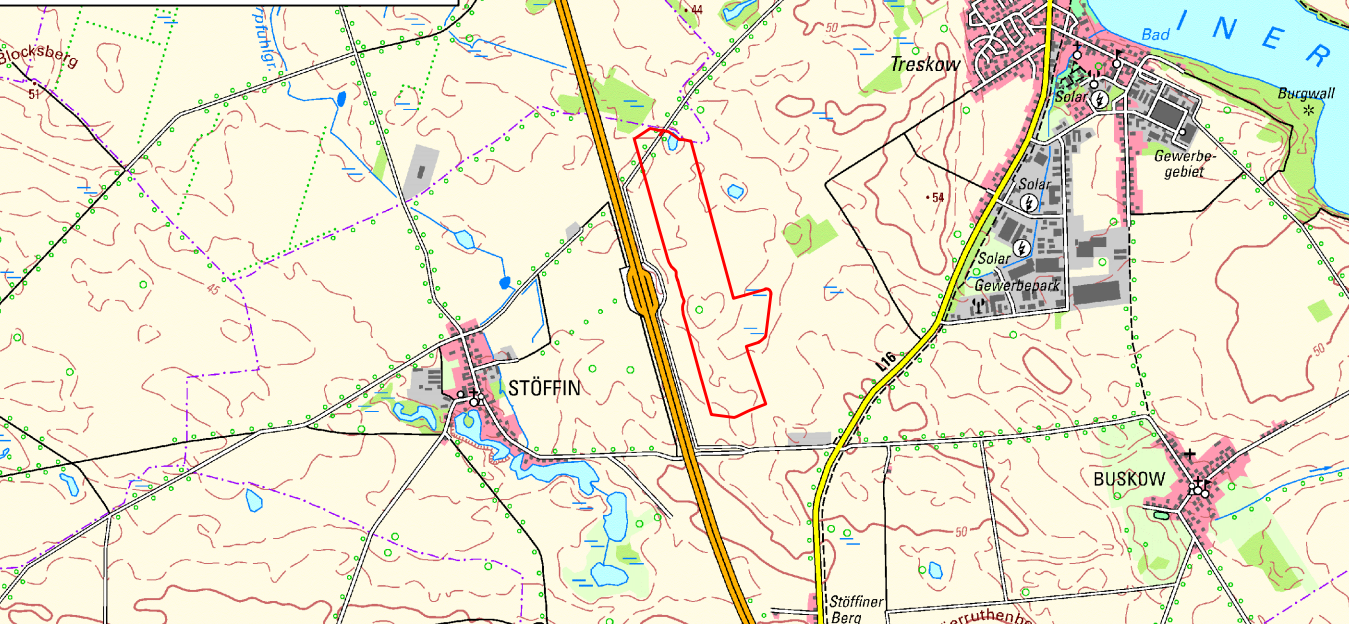 44
50
Bad
INER
Blocksberg
51
Treskow
Solar
Burgwall
Gewerbe-
gebiet
Solar
54
Solar
Gewerbepark
45
L16
50
STÖFFIN
BUSKOW
50
Stöffiner
Berg